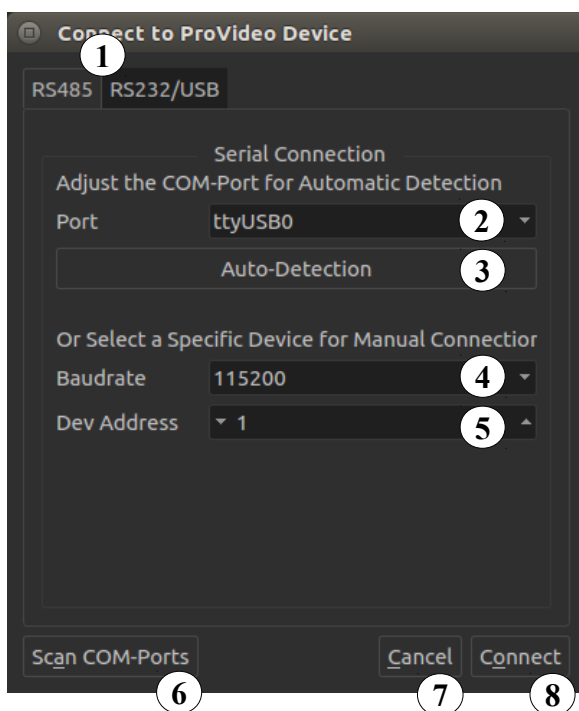 Connect to ProVideo Device
1
RS485 RS232/USB
Serial Connection
Adjust the COM-Port for Automatic Detection
Port ttyUSB0 2
Auto-Detection 3
Or Select a Specific Device for Manual Connection
Baudrate 115200 4
Dev Address 1 5
Scan COM-Ports Cancel Connect
6 7 8